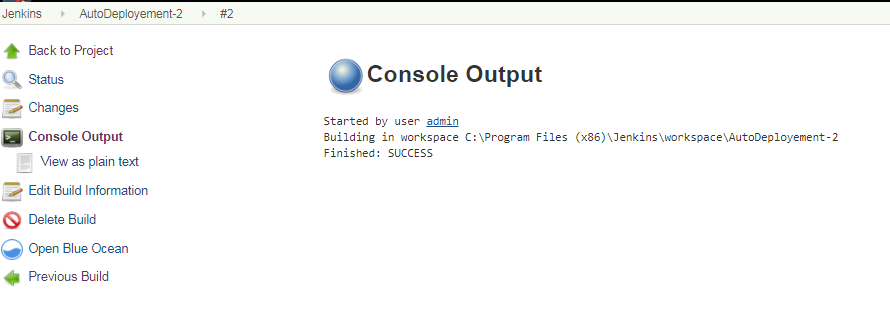 Jenkins AutoDeployement-2 #2
Back to Project
Status
Changes
Console Output
View as plain text
Edit Build Information
Delete Build
Open Blue Ocean
Previous Build
Console Output
Started by user admin
Building in workspace C:\Program Files (x86)\Jenkins\workspace\AutoDeployement-2
Finished: SUCCESS